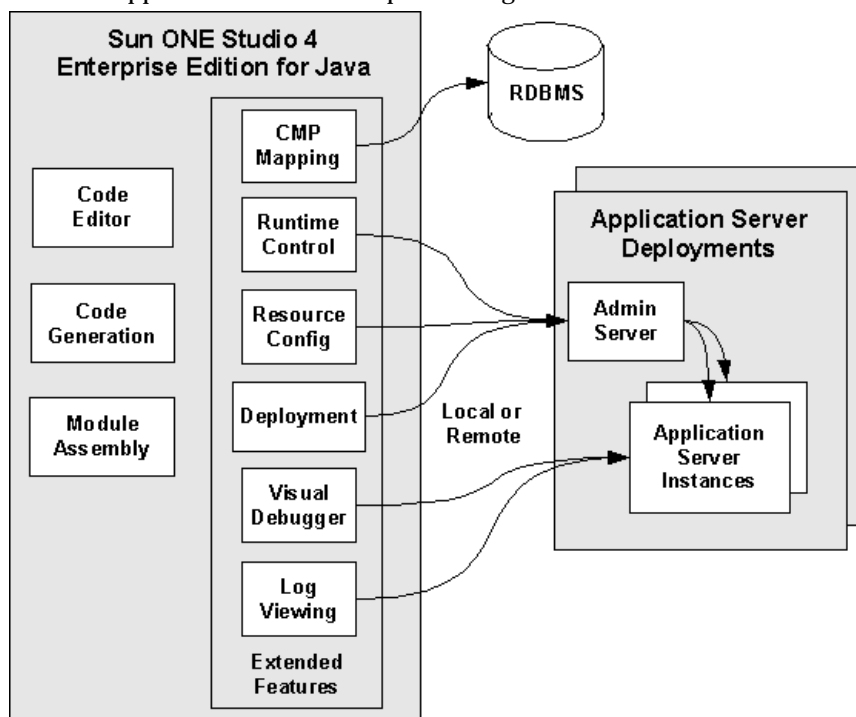 Sun ONE Studio 4
Enterprise Edition for Java
CMP
Mapping
RDBMS
Code
Editor
Runtime
Control
Application Server
Deployments
Code
Generation
Resource
Config
Admin
Server
Module
Assembly
Deployment
Local or
Remote
Application
Server
Instances
Visual
Debugger
Log
Viewing
Extended
Features